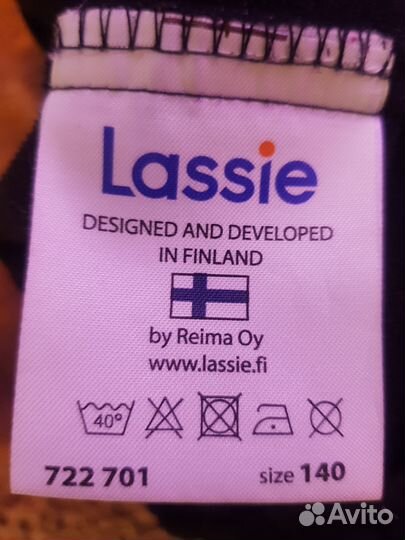 Lassie
DESIGNED AND DEVELOPED
IN FINLAND
by Reima Oy
www.lassie.fi
40°
722 701 size 140
Avito